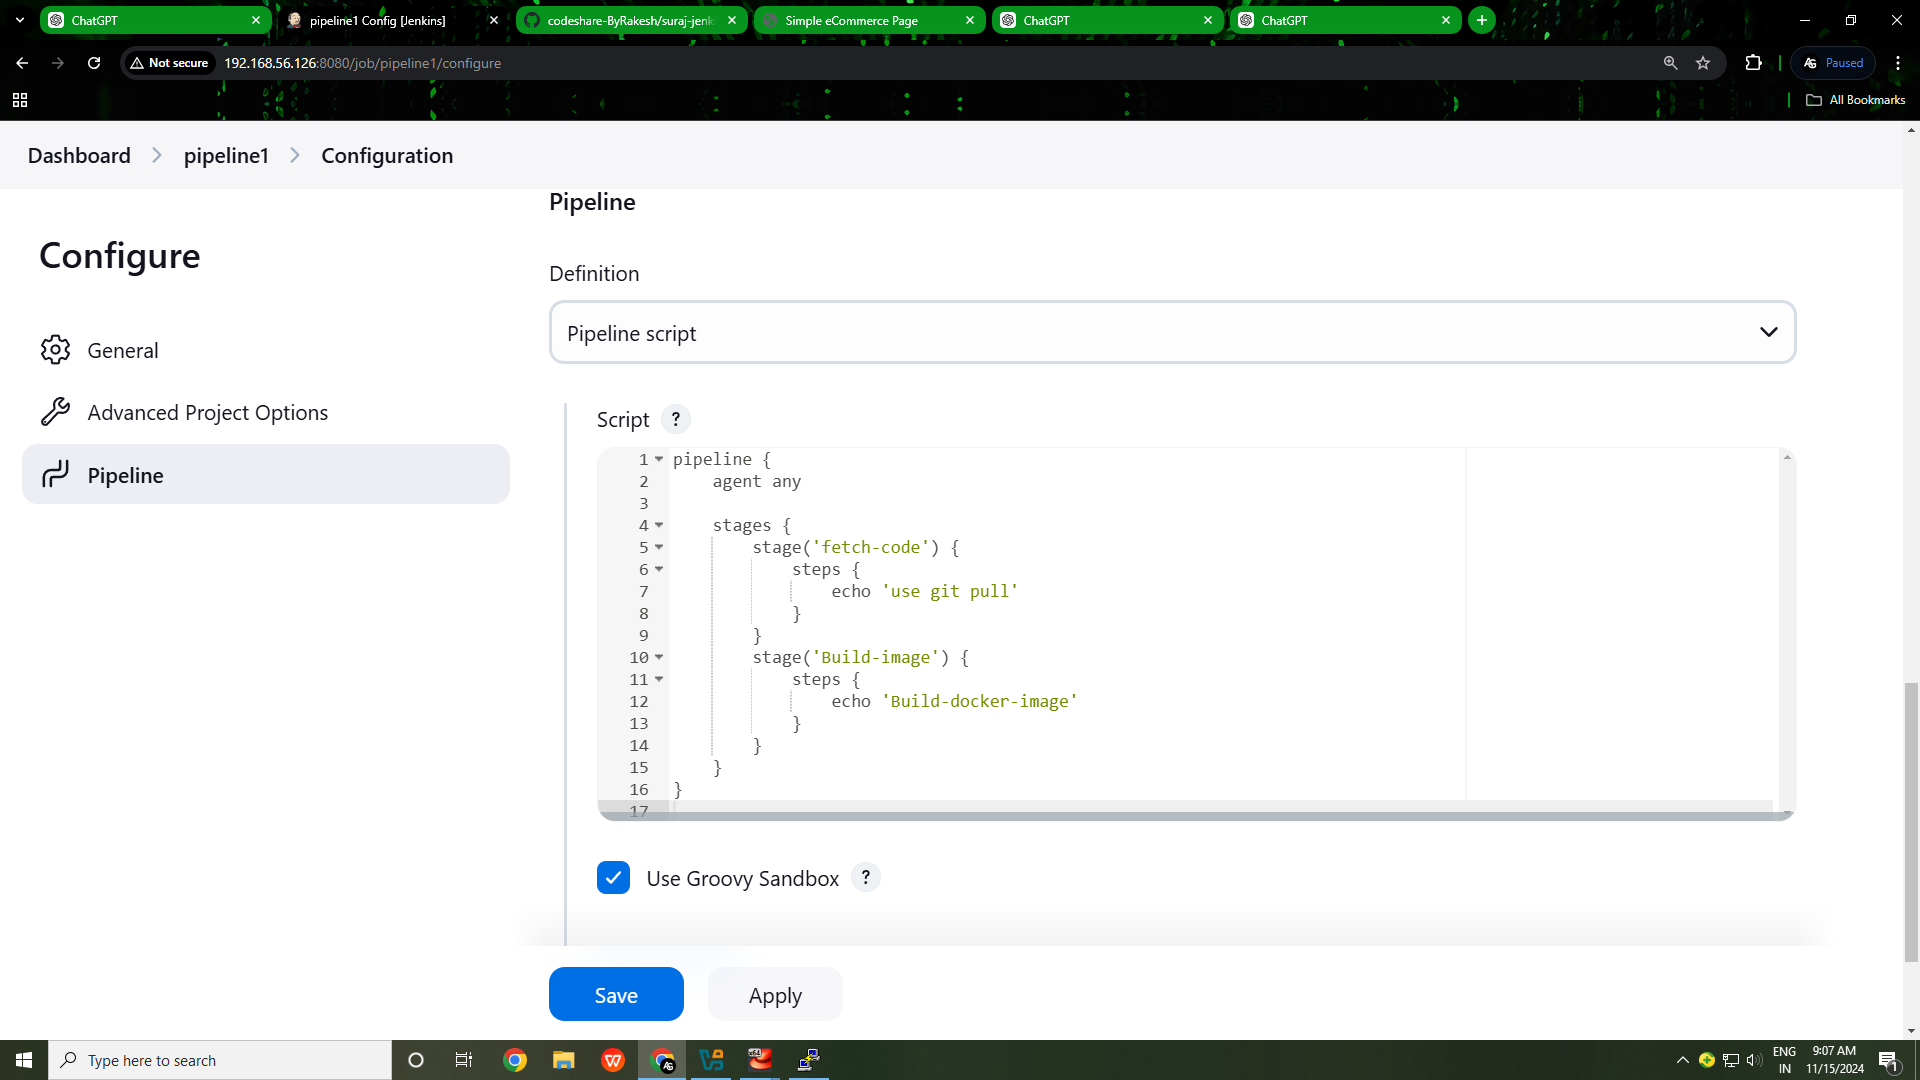 ChatGPT
pipeline1 Config [Jenkins]
codeshare-ByRakesh/suraj-jenk
Simple eCommerce Page
ChatGPT
ChatGPT
Not secure
192.168.56.126:8080/job/pipeline1/configure
AG Paused
All Bookmarks
Dashboard > pipeline1 > Configuration
Configure
General
Advanced Project Options
Pipeline
Pipeline
Definition
Pipeline script
Script ?
1 pipeline {
2     agent any
3
4     stages {
5         stage('fetch-code') {
6             steps {
7                 echo 'use git pull'
8             }
9         }
10         stage('Build-image') {
11             steps {
12                 echo 'Build-docker-image'
13             }
14         }
15     }
16 }
17
Use Groovy Sandbox ?
Save
Apply
Type here to search
AG
x64
ENG
IN
9:07 AM
11/15/2024
1